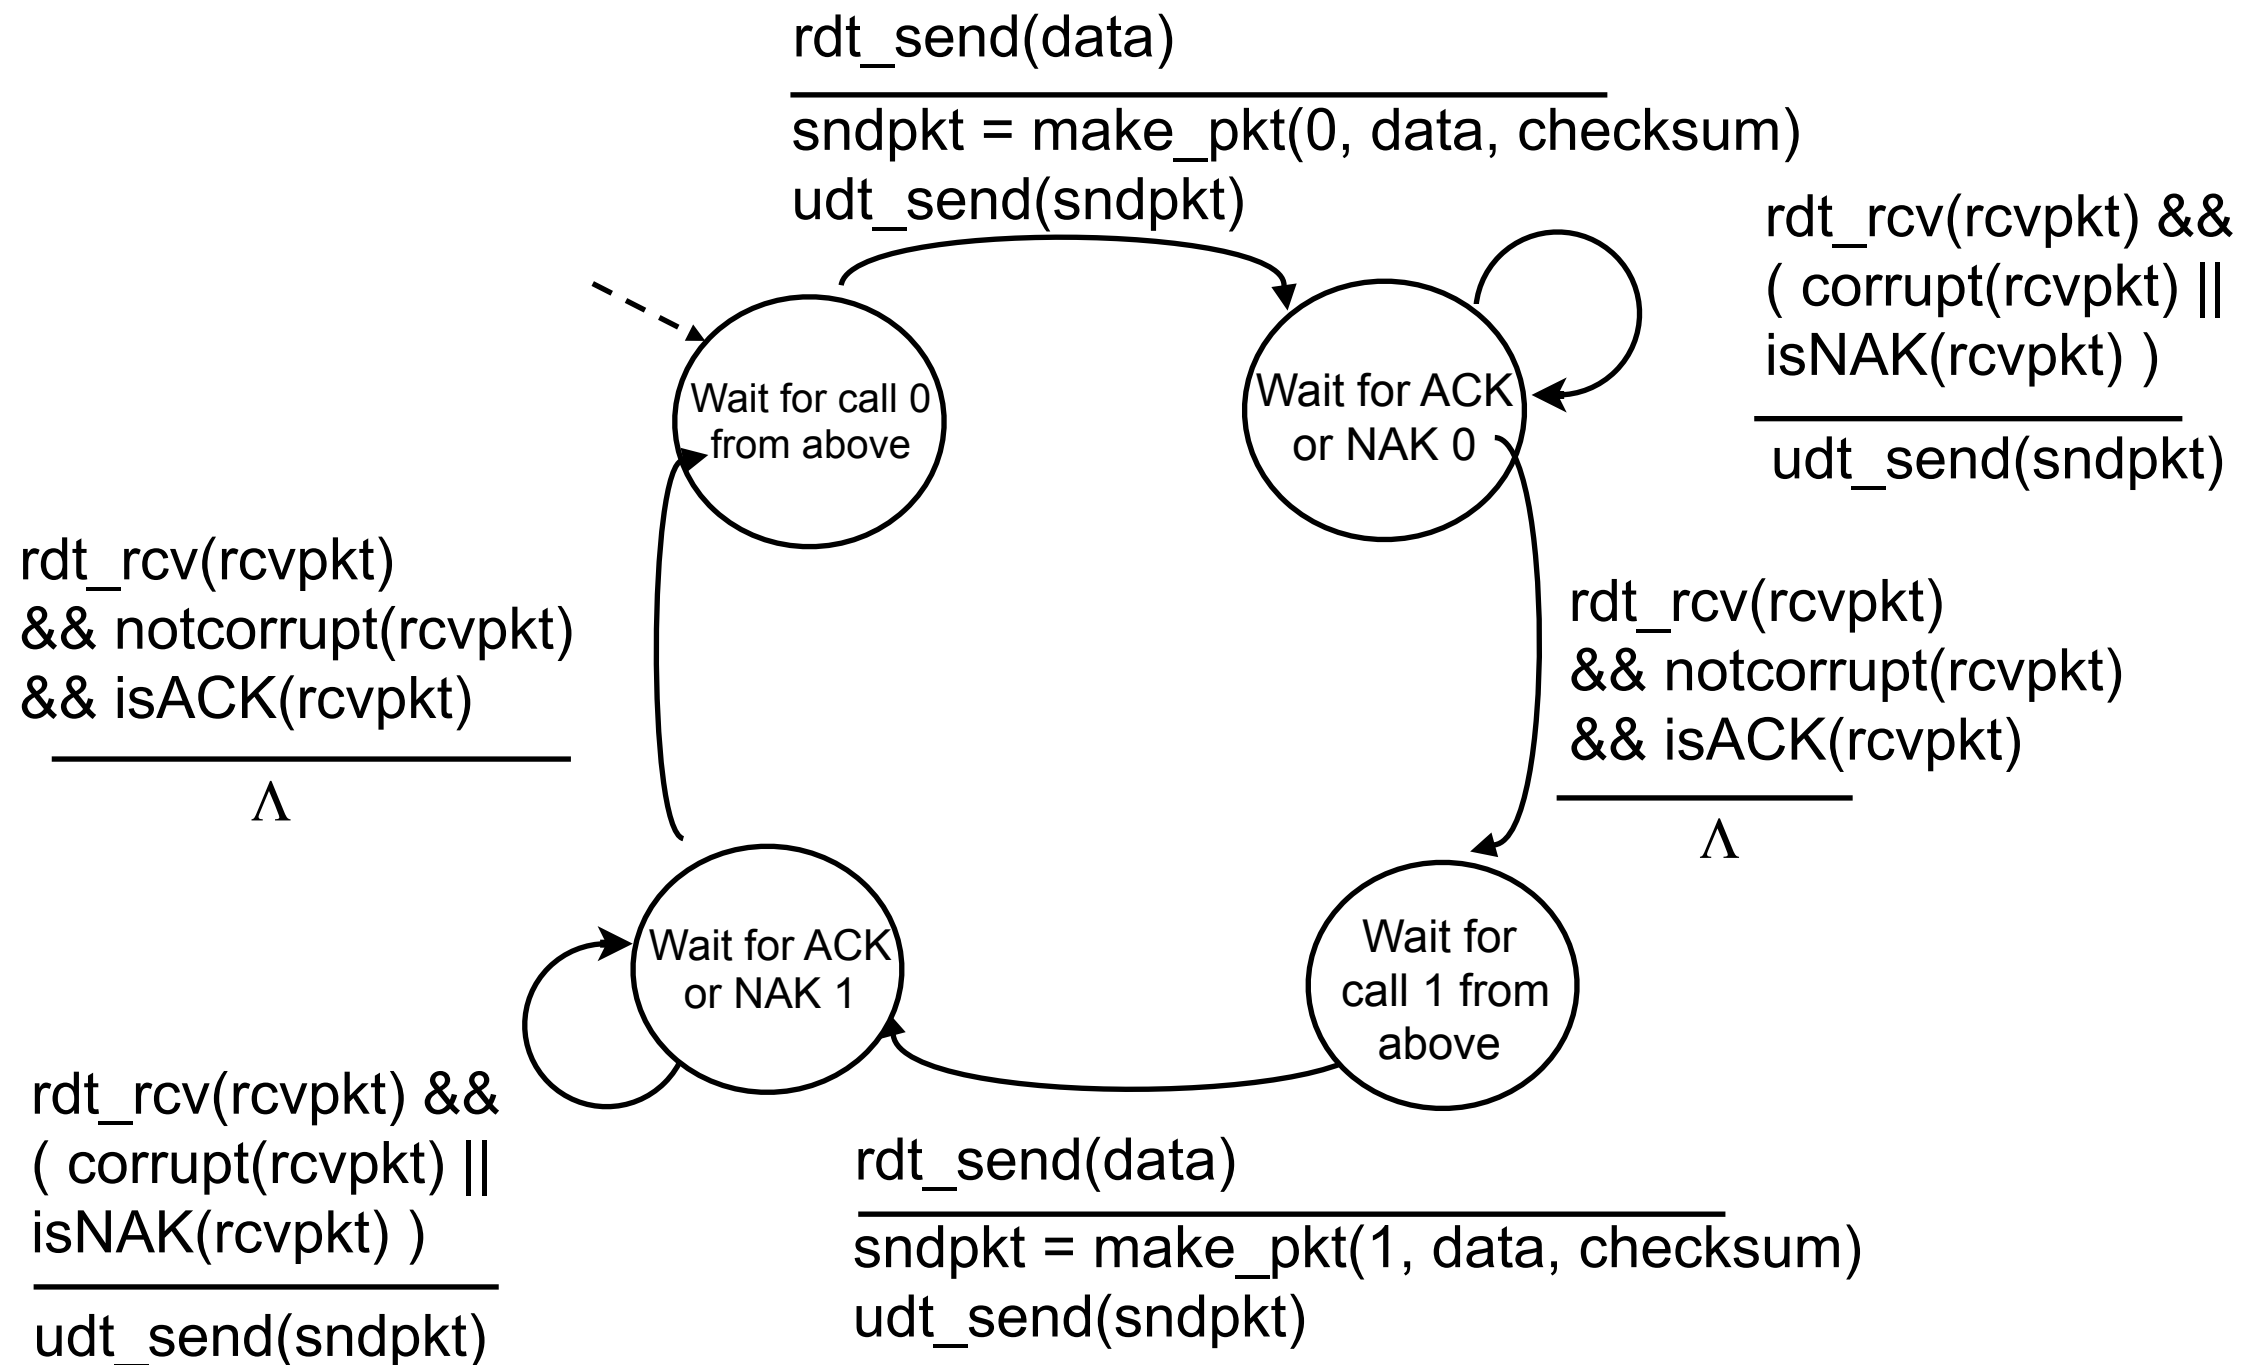 rdt_send(data)
sndpkt = make_pkt(0, data, checksum)
udt_send(sndpkt)
rdt_rcv(rcvpkt) &&
( corrupt(rcvpkt) ||
isNAK(rcvpkt) )
udt_send(sndpkt)
Wait for call 0
from above
Wait for ACK
or NAK 0
rdt_rcv(rcvpkt)
&& notcorrupt(rcvpkt)
&& isACK(rcvpkt)
Λ
rdt_rcv(rcvpkt)
&& notcorrupt(rcvpkt)
&& isACK(rcvpkt)
Λ
Wait for ACK
or NAK 1
Wait for
call 1 from
above
rdt_rcv(rcvpkt) &&
( corrupt(rcvpkt) ||
isNAK(rcvpkt) )
udt_send(sndpkt)
rdt_send(data)
sndpkt = make_pkt(1, data, checksum)
udt_send(sndpkt)